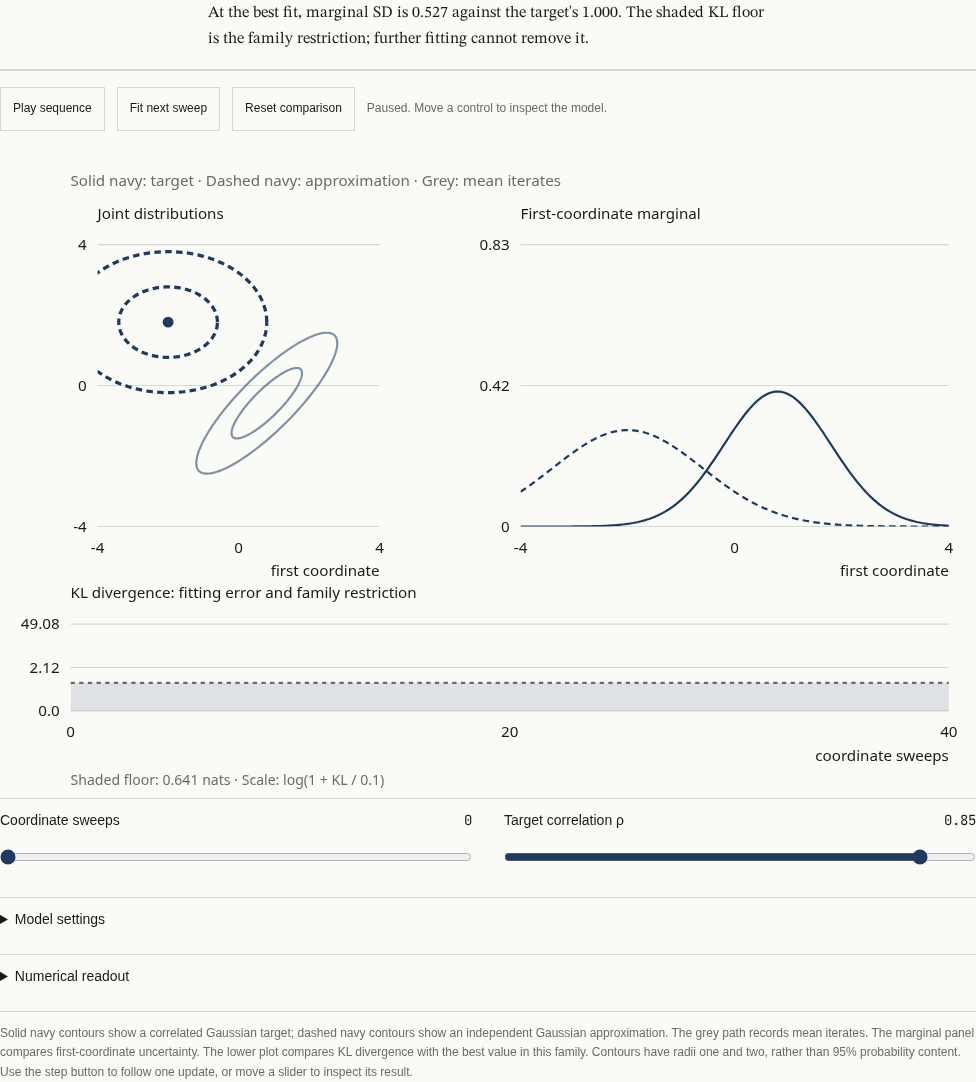 At the best fit, marginal SD is 0.527 against the target's 1.000. The shaded KL floor
is the family restriction; further fitting cannot remove it.
Play sequence
Fit next sweep
Reset comparison
Paused. Move a control to inspect the model.
Solid navy: target · Dashed navy: approximation · Grey: mean iterates
Joint distributions
4
0
-4
-4
0
4
first coordinate
First-coordinate marginal
0.83
0.42
0
-4
0
4
first coordinate
KL divergence: fitting error and family restriction
49.08
2.12
0.0
0
20
40
coordinate sweeps
Shaded floor: 0.641 nats · Scale: log(1 + KL / 0.1)
Coordinate sweeps
0
Target correlation ρ
0.85
Model settings
Numerical readout
Solid navy contours show a correlated Gaussian target; dashed navy contours show an independent Gaussian approximation. The grey path records mean iterates. The marginal panel
compares first-coordinate uncertainty. The lower plot compares KL divergence with the best value in this family. Contours have radii one and two, rather than 95% probability content.
Use the step button to follow one update, or move a slider to inspect its result.